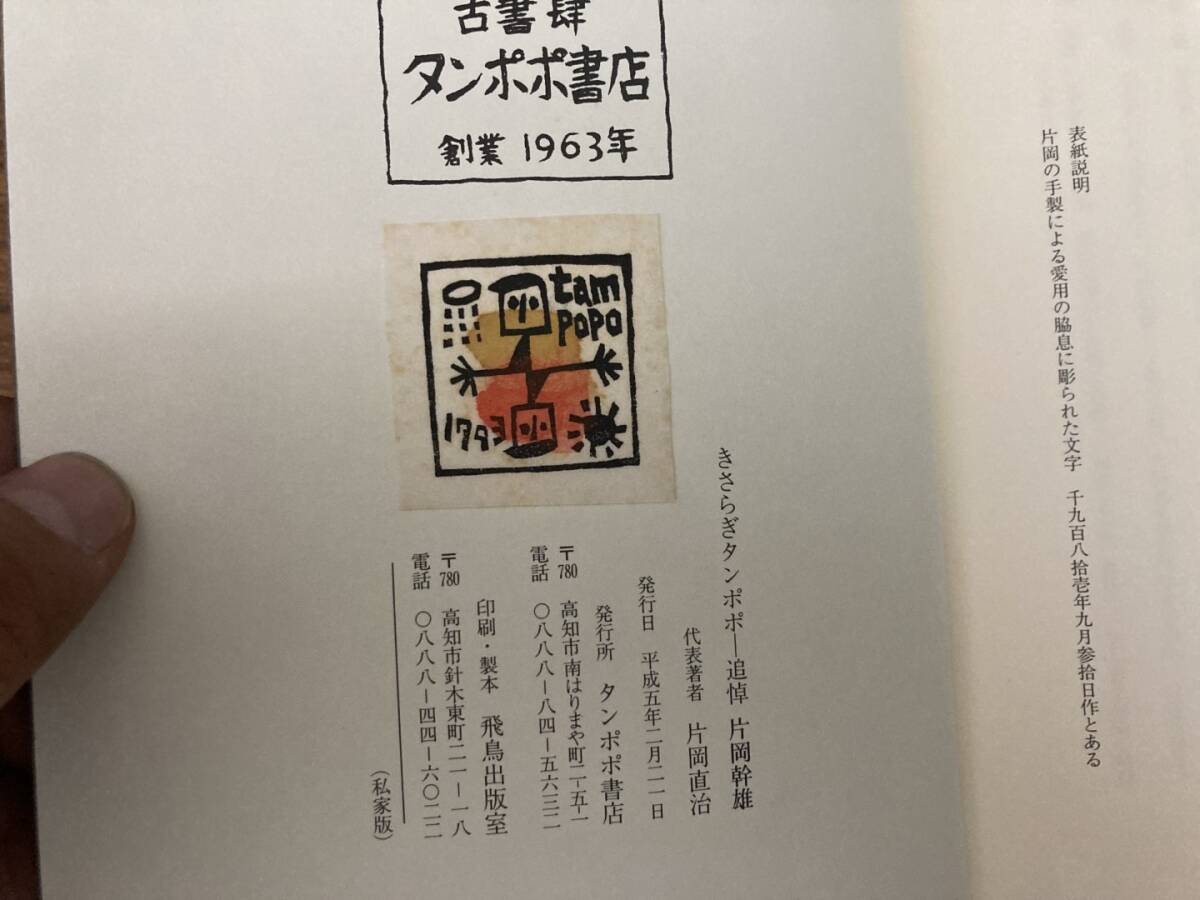 表紙説明
片岡の手製による愛用の脇息に彫られた文字 千九百八拾壱年九月参拾日作とある
古書肆
タンポポ書店
創業 1963年
tam
popo
1793
きさらぎタンポポ―追悼 片岡幹雄
代表著者 片岡直治
発行日 平成五年二月二一日
発行所 タンポポ書店
〒780 高知市南はりまや町二-五-一
電話 〇八八八-八四-五六三二
印刷・製本 飛鳥出版室
〒780 高知市針木東町二一-一八
電話 〇八八八-四四-六〇二二
(私家版)